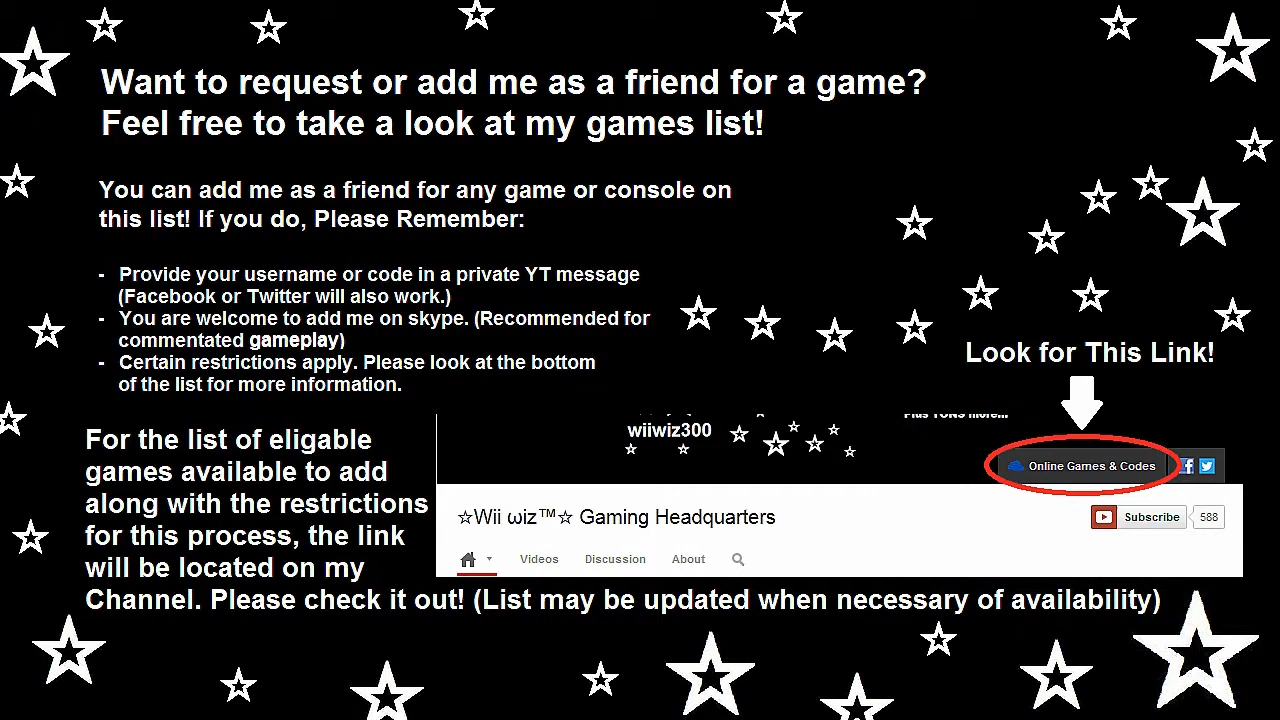 Want to request or add me as a friend for a game?
Feel free to take a look at my games list!
You can add me as a friend for any game or console on
this list! If you do, Please Remember:
- Provide your username or code in a private YT message
(Facebook or Twitter will also work.)
- You are welcome to add me on skype. (Recommended for
commentated gameplay)
- Certain restrictions apply. Please look at the bottom
of the list for more information.
Look for This Link!
For the list of eligable
games available to add
along with the restrictions
for this process, the link
will be located on my
Channel. Please check it out! (List may be updated when necessary of availability)
Plus TONS more...
wiiwiz300
Online Games & Codes
☆Wii ωiz™☆ Gaming Headquarters
Subscribe 588
Videos Discussion About